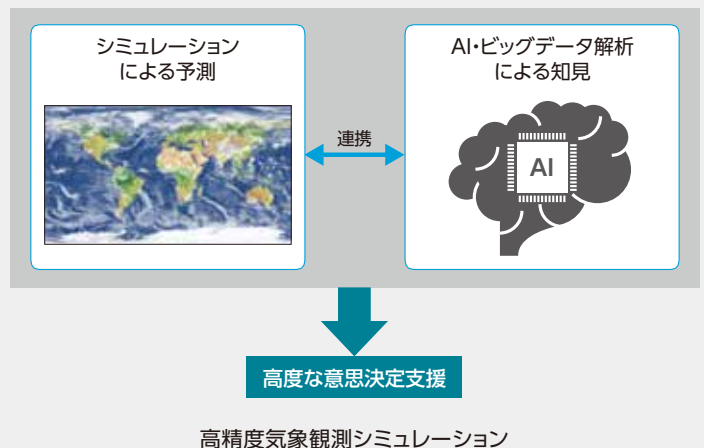 シミュレーション
による予測
AI・ビッグデータ解析
による知見
連携
AI
高度な意思決定支援
高精度気象観測シミュレーション